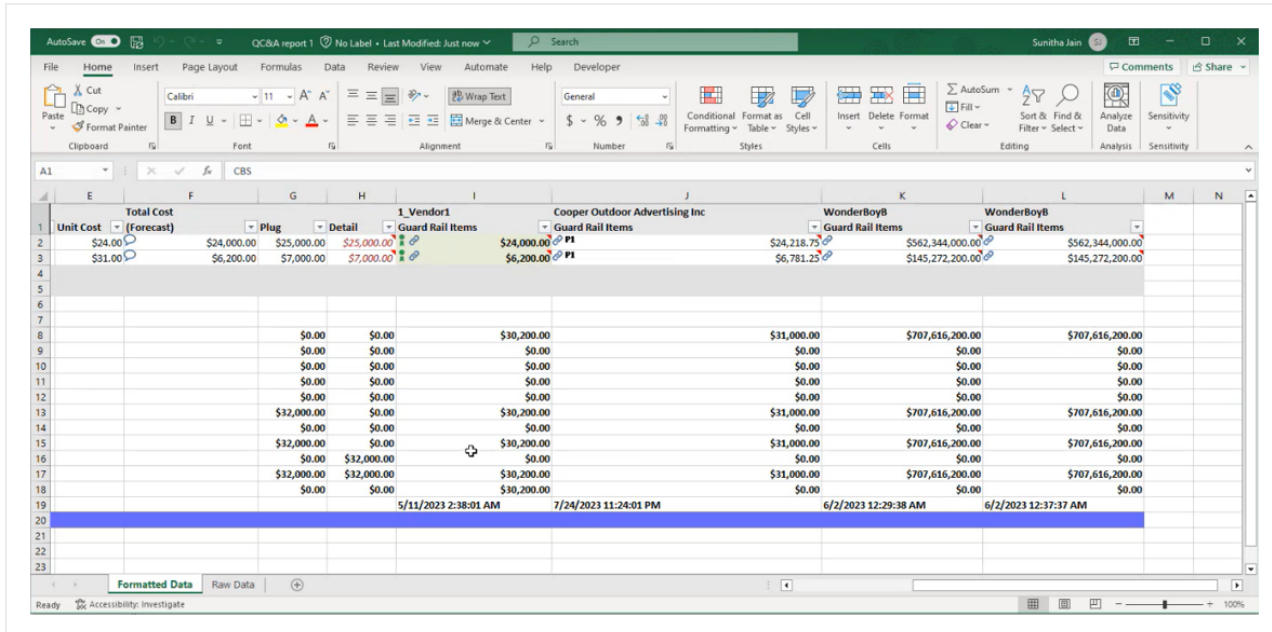 AutoSave On QC&A report 1 No Label • Last Modified: Just now Search Sunitha Jain SJ
File Home Insert Page Layout Formulas Data Review View Automate Help Developer Comments Share
Paste Cut Copy Format Painter Calibri 11 A^ A˅ B I U A Wrap Text Merge & Center General $ % 9 Conditional Formatting Format as Table Cell Styles Insert Delete Format AutoSum Fill Clear Sort & Filter Find & Select Analyze Data Sensitivity
Clipboard Font Alignment Number Styles Cells Editing Analysis Sensitivity
A1 fx CBS
E F G H I J K L M N
1 Unit Cost Total Cost (Forecast) Plug Detail 1_Vendor1 Guard Rail Items Cooper Outdoor Advertising Inc Guard Rail Items WonderBoyB Guard Rail Items WonderBoyB Guard Rail Items
2 $24.00 $24,000.00 $25,000.00 $25,000.00 $24,000.00 P1 $24,218.75 $562,344,000.00 $562,344,000.00
3 $31.00 $6,200.00 $7,000.00 $7,000.00 $6,200.00 P1 $6,781.25 $145,272,200.00 $145,272,200.00
4
5
6
7
8 $0.00 $0.00 $30,200.00 $31,000.00 $707,616,200.00 $707,616,200.00
9 $0.00 $0.00 $0.00 $0.00 $0.00 $0.00
10 $0.00 $0.00 $0.00 $0.00 $0.00 $0.00
11 $0.00 $0.00 $0.00 $0.00 $0.00 $0.00
12 $0.00 $0.00 $0.00 $0.00 $0.00 $0.00
13 $32,000.00 $0.00 $30,200.00 $31,000.00 $707,616,200.00 $707,616,200.00
14 $0.00 $0.00 $0.00 $0.00 $0.00 $0.00
15 $32,000.00 $0.00 $30,200.00 $31,000.00 $707,616,200.00 $707,616,200.00
16 $0.00 $32,000.00 $0.00 $0.00 $0.00 $0.00
17 $32,000.00 $32,000.00 $30,200.00 $31,000.00 $707,616,200.00 $707,616,200.00
18 $0.00 $0.00 $30,200.00 $0.00 $0.00 $0.00
19 5/11/2023 2:38:01 AM 7/24/2023 11:24:01 PM 6/2/2023 12:29:38 AM 6/2/2023 12:37:37 AM
20
21
22
23
Formatted Data Raw Data
Ready Accessibility: Investigate 100%